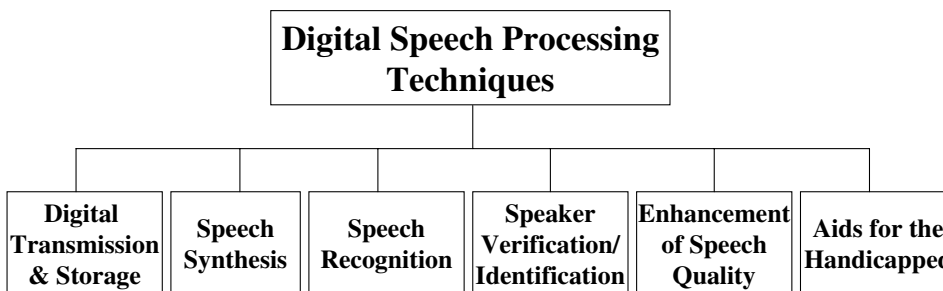 Digital Speech Processing
Techniques
Digital
Transmission
& Storage
Speech
Synthesis
Speech
Recognition
Speaker
Verification/
Identification
Enhancement
of Speech
Quality
Aids for the
Handicapped